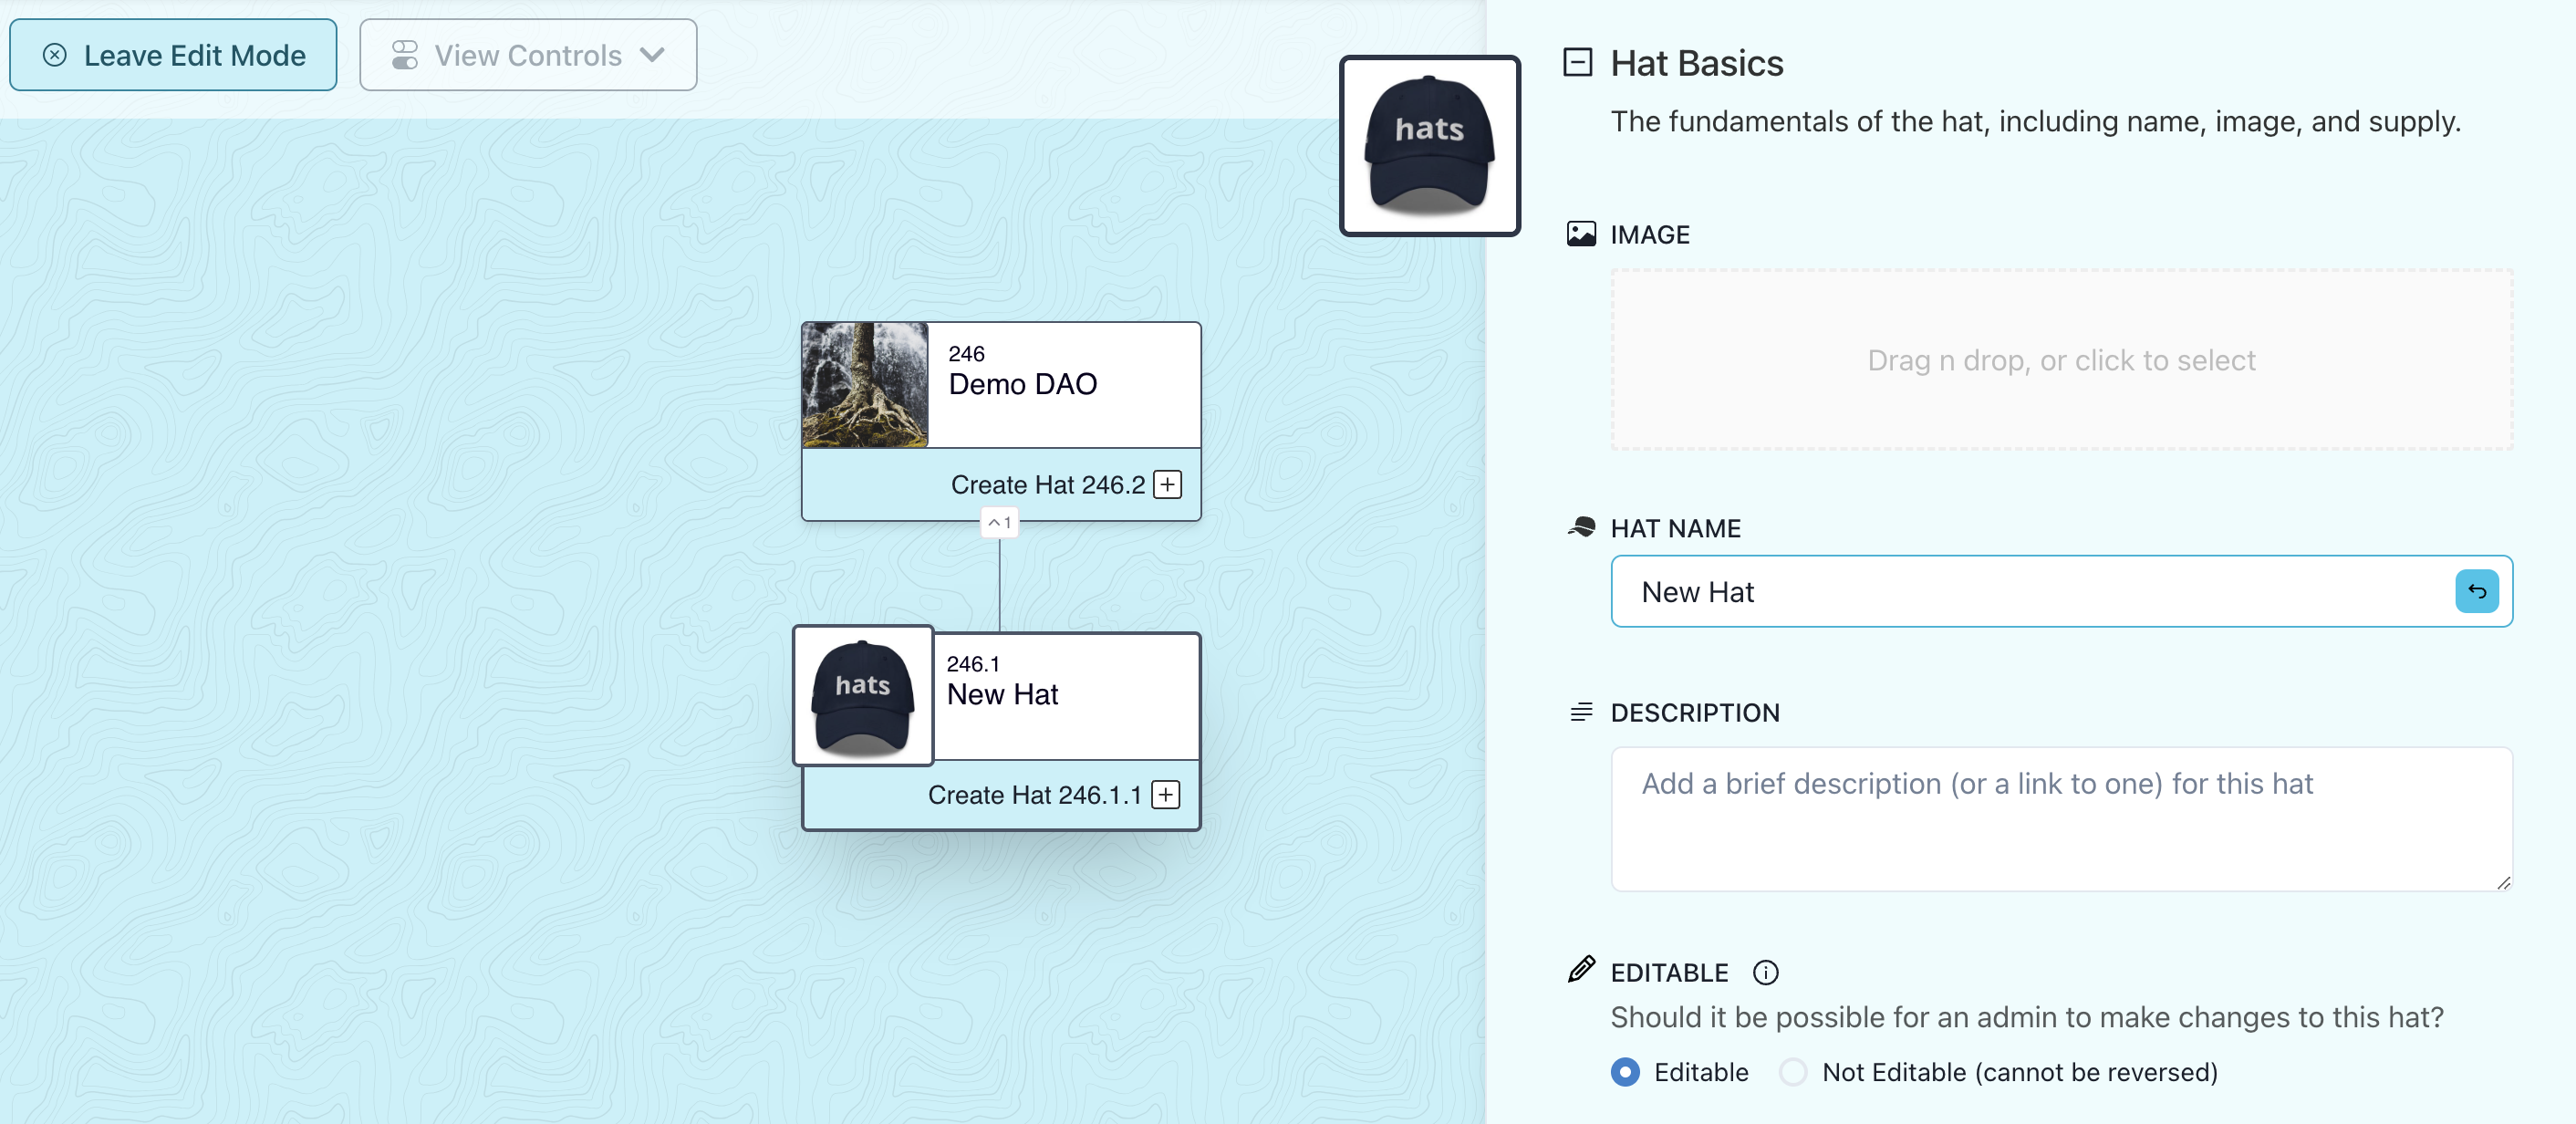 Leave Edit Mode
View Controls
hats
246
Demo DAO
Create Hat 246.2
1
hats
246.1
New Hat
Create Hat 246.1.1
Hat Basics
The fundamentals of the hat, including name, image, and supply.
IMAGE
Drag n drop, or click to select
HAT NAME
New Hat
DESCRIPTION
Add a brief description (or a link to one) for this hat
EDITABLE
Should it be possible for an admin to make changes to this hat?
Editable
Not Editable (cannot be reversed)